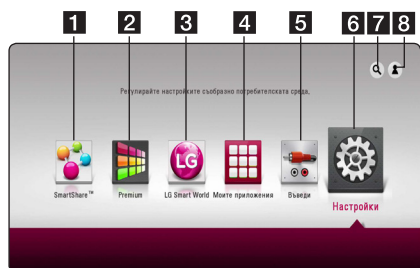 1 2 3 4 5 6 7 8
Регулирайте настройките съобразно потребителската среда.
LG
SmartShare™ Premium LG Smart World Моите приложения Въведи
Настройки